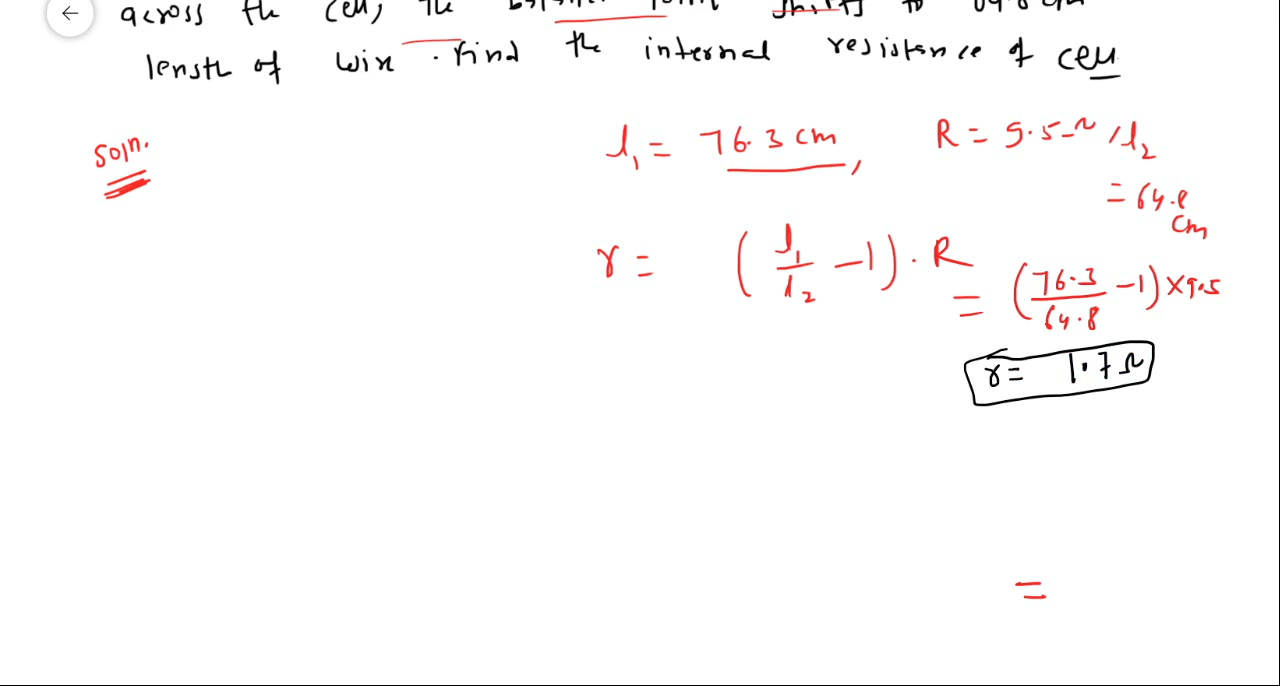 across the cell, the balance point shifts to 64.8 cm
length of wire . Find the internal resistance of cell
Soln.
l₁ = 76.3 cm, R = 9.5 Ω, l₂
= 64.8
cm
r = (l₁/l₂ − 1) . R
= (76.3/64.8 − 1) × 9.5
r = 1.7 Ω
=